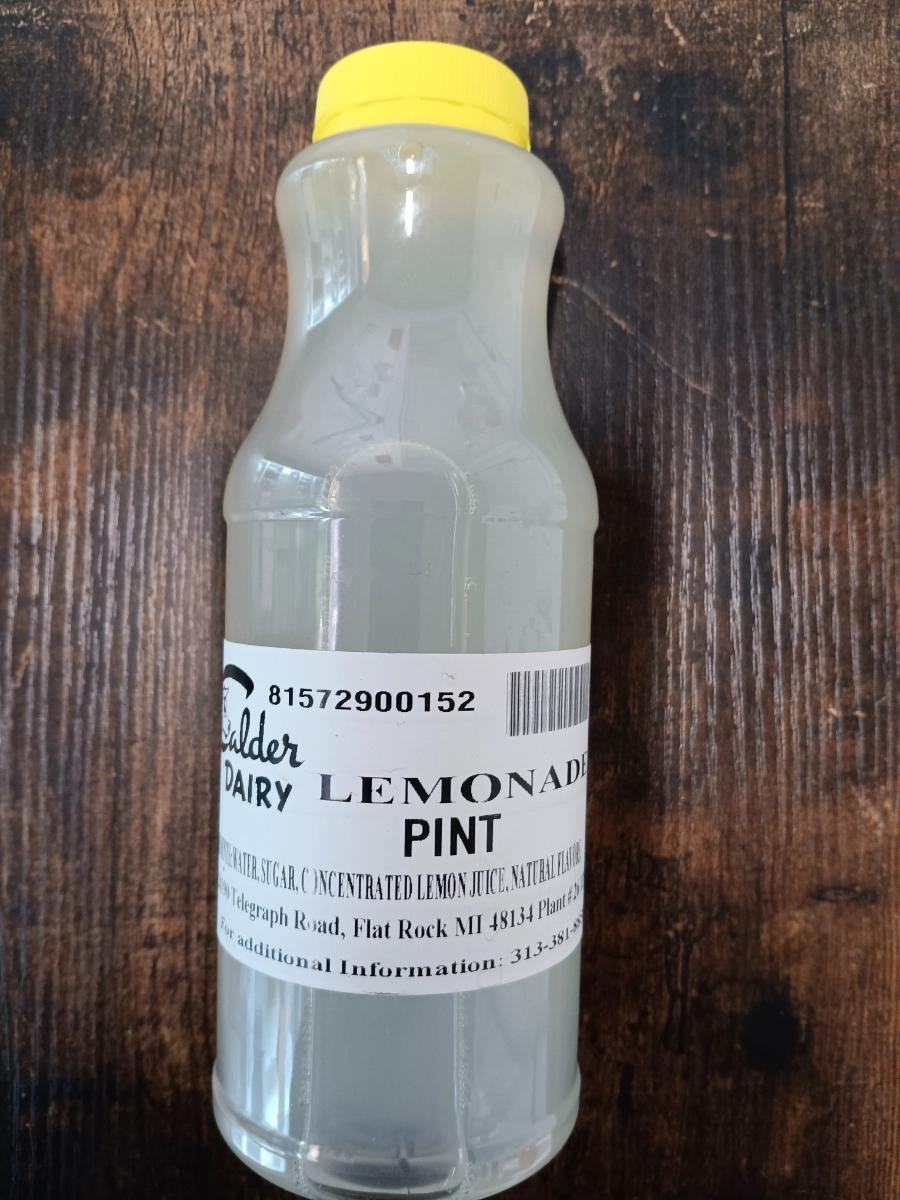 81572900152
Calder
DAIRY
LEMONADE
PINT
WATER, SUGAR, CONCENTRATED LEMON JUICE, NATURAL FLAVORS
Telegraph Road, Flat Rock MI 48134 Plant #
For additional Information: 313-381-